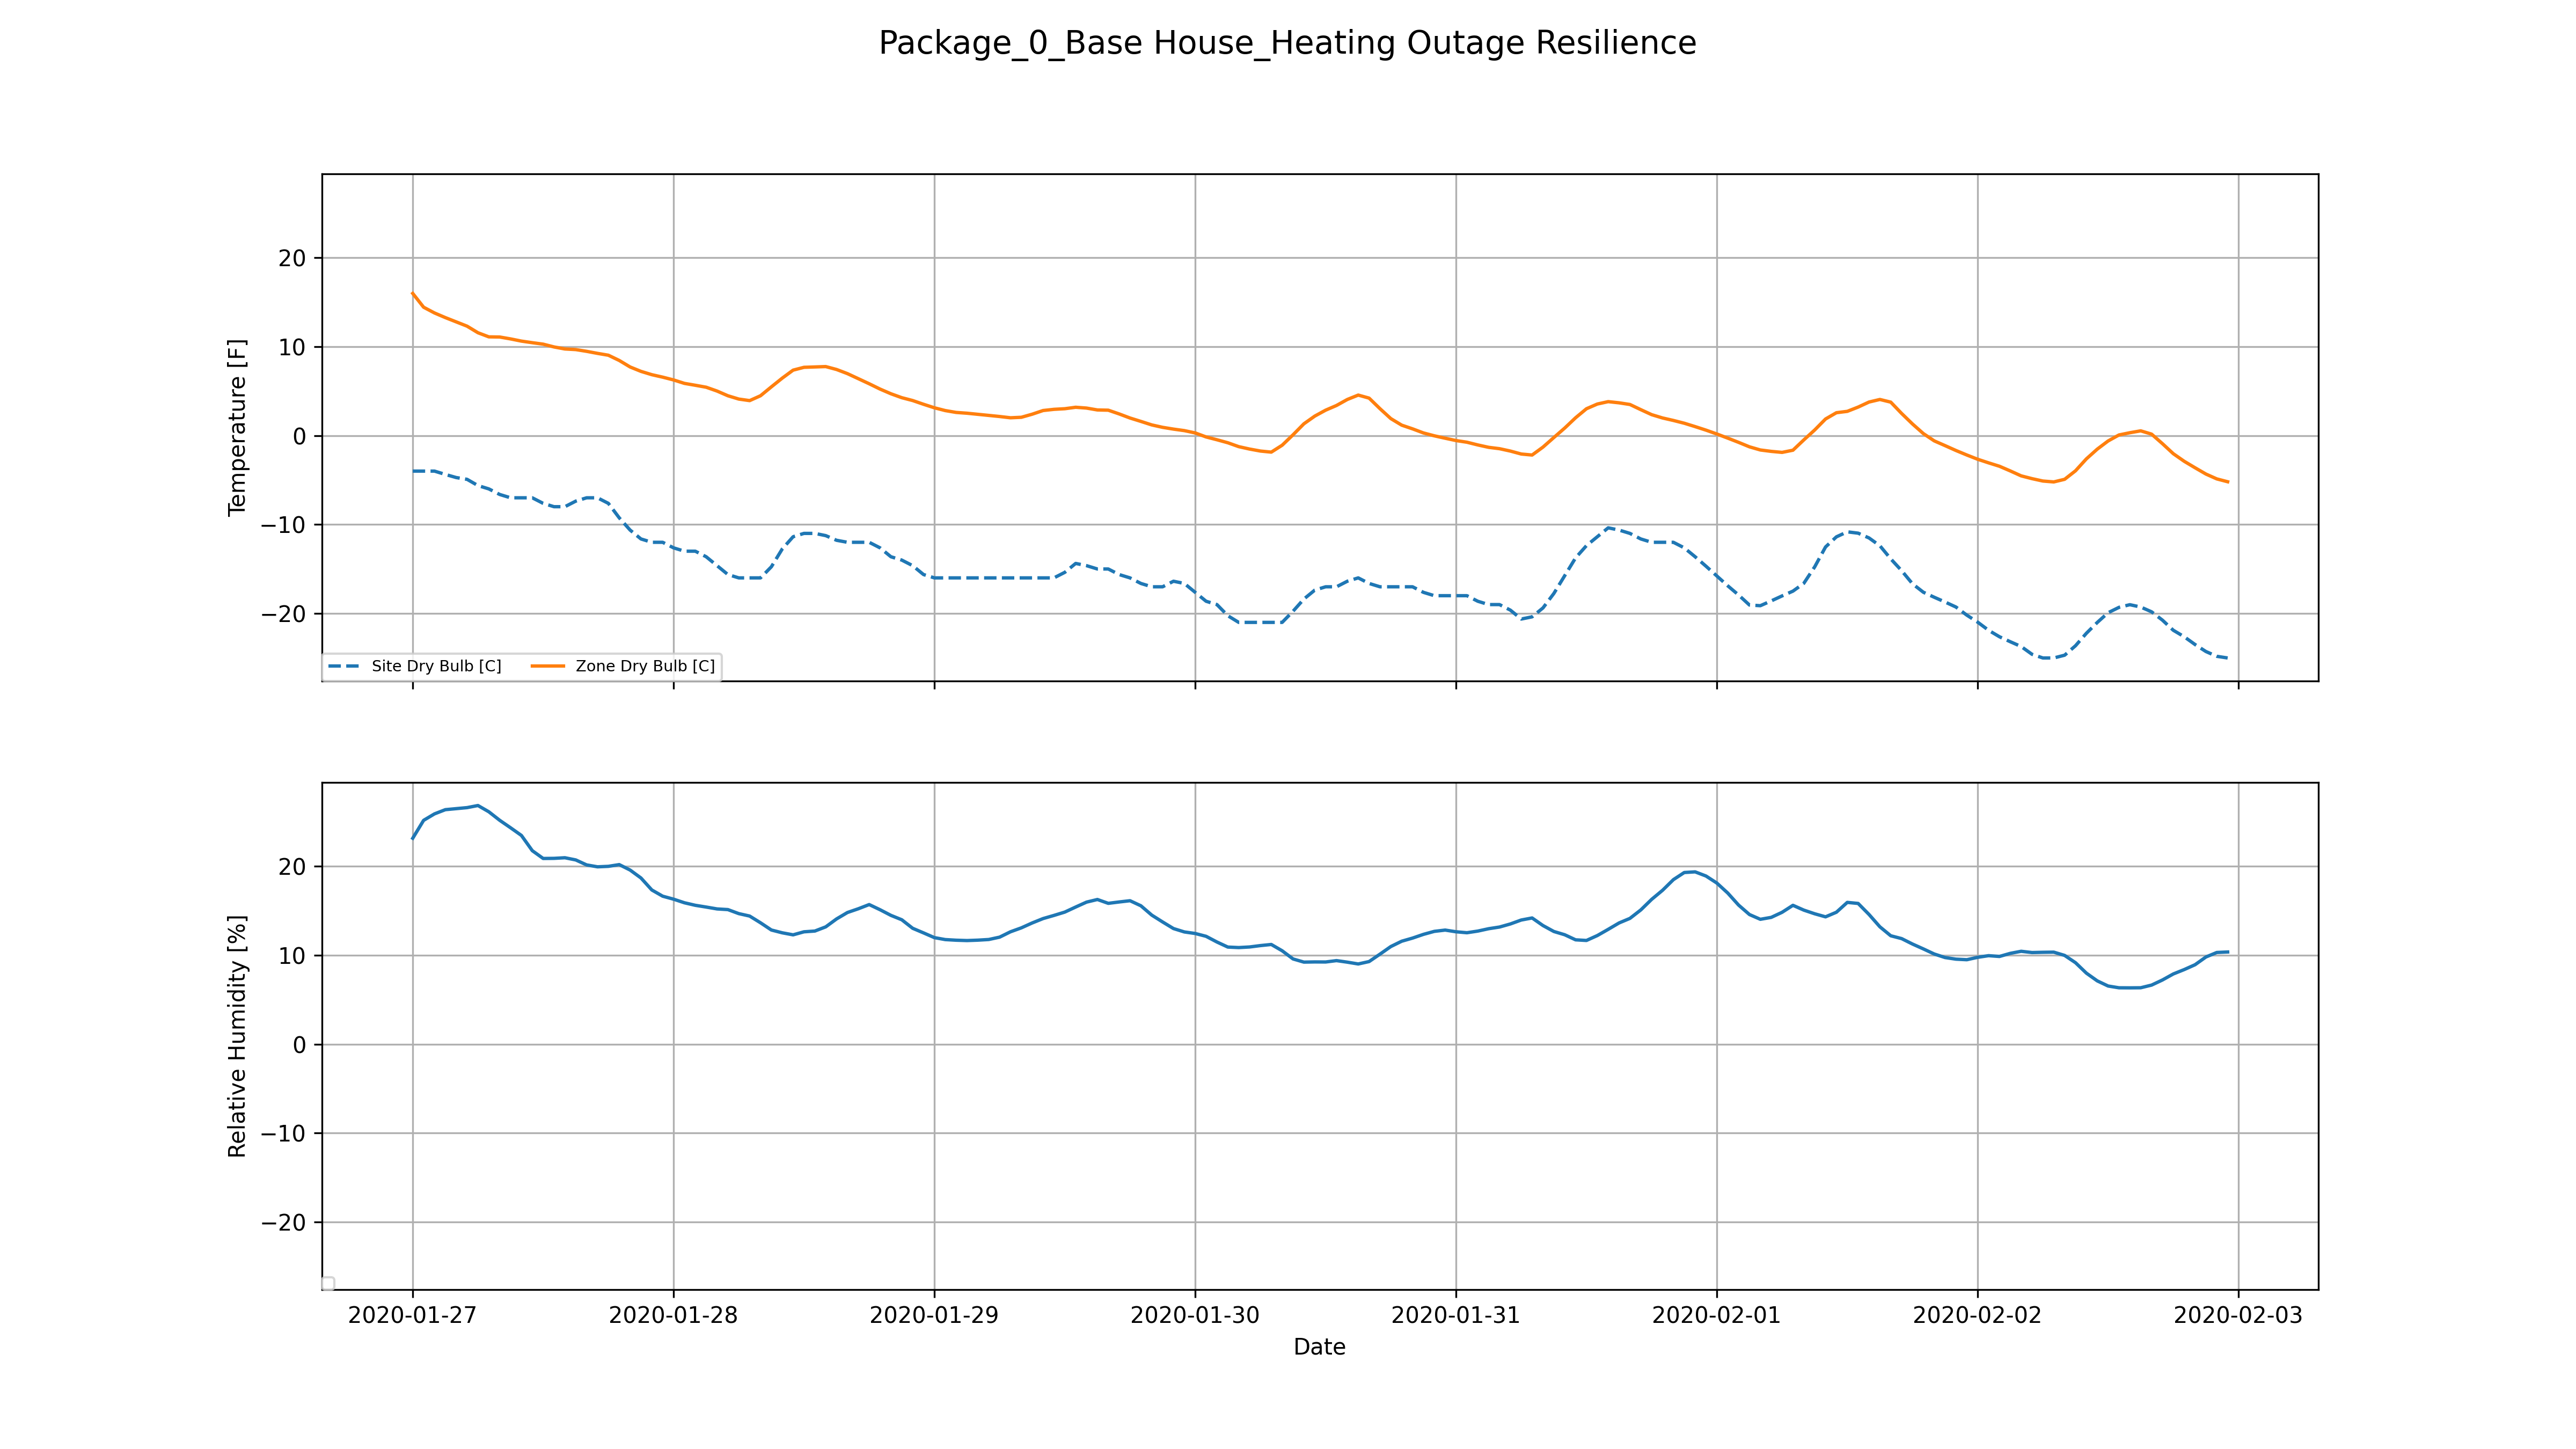 Package_0_Base House_Heating Outage Resilience
Temperature [F]
20
10
0
−10
−20
Site Dry Bulb [C] Zone Dry Bulb [C]
Relative Humidity [%]
20
10
0
−10
−20
2020-01-27 2020-01-28 2020-01-29 2020-01-30 2020-01-31 2020-02-01 2020-02-02 2020-02-03
Date